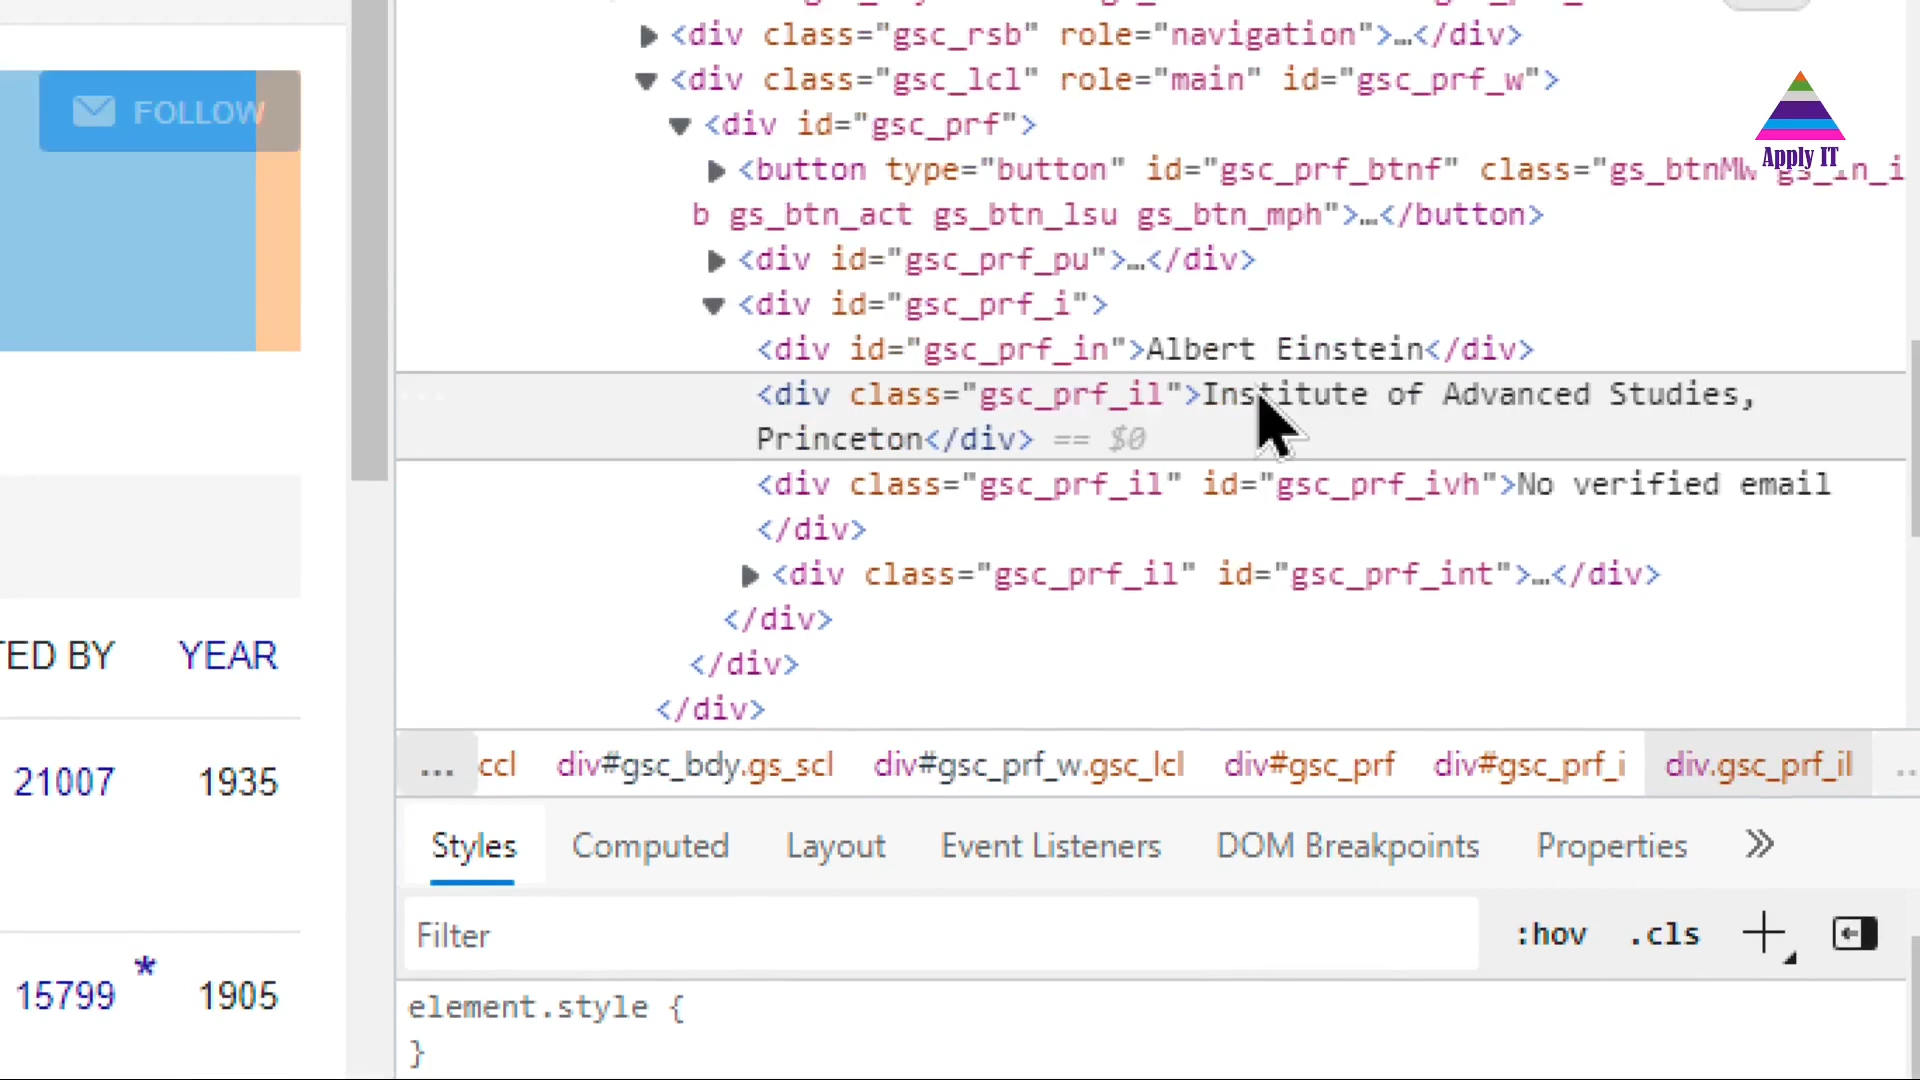 <div class="gsc_rsb" role="navigation">…</div>
<div class="gsc_lcl" role="main" id="gsc_prf_w">
FOLLOW
<div id="gsc_prf">
<button type="button" id="gsc_prf_btnf" class="gs_btnMW gs_in_i
b gs_btn_act gs_btn_lsu gs_btn_mph">…</button>
Apply IT
<div id="gsc_prf_pu">…</div>
<div id="gsc_prf_i">
<div id="gsc_prf_in">Albert Einstein</div>
<div class="gsc_prf_il">Institute of Advanced Studies,
Princeton</div> == $0
<div class="gsc_prf_il" id="gsc_prf_ivh">No verified email
</div>
<div class="gsc_prf_il" id="gsc_prf_int">…</div>
</div>
</div>
</div>
TED BY YEAR
21007 1935
15799 * 1905
... ccl div#gsc_bdy.gs_scl div#gsc_prf_w.gsc_lcl div#gsc_prf div#gsc_prf_i div.gsc_prf_il ..
Styles Computed Layout Event Listeners DOM Breakpoints Properties
Filter :hov .cls
element.style {
}